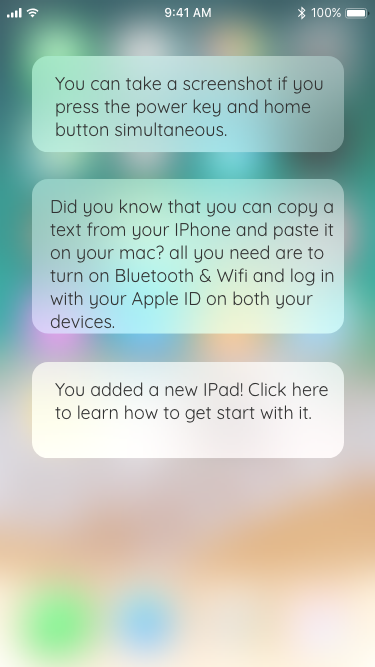 9:41 AM
100%
You can take a screenshot if you
press the power key and home
button simultaneous.
Did you know that you can copy a
text from your IPhone and paste it
on your mac? all you need are to
turn on Bluetooth & Wifi and log in
with your Apple ID on both your
devices.
You added a new IPad! Click here
to learn how to get start with it.